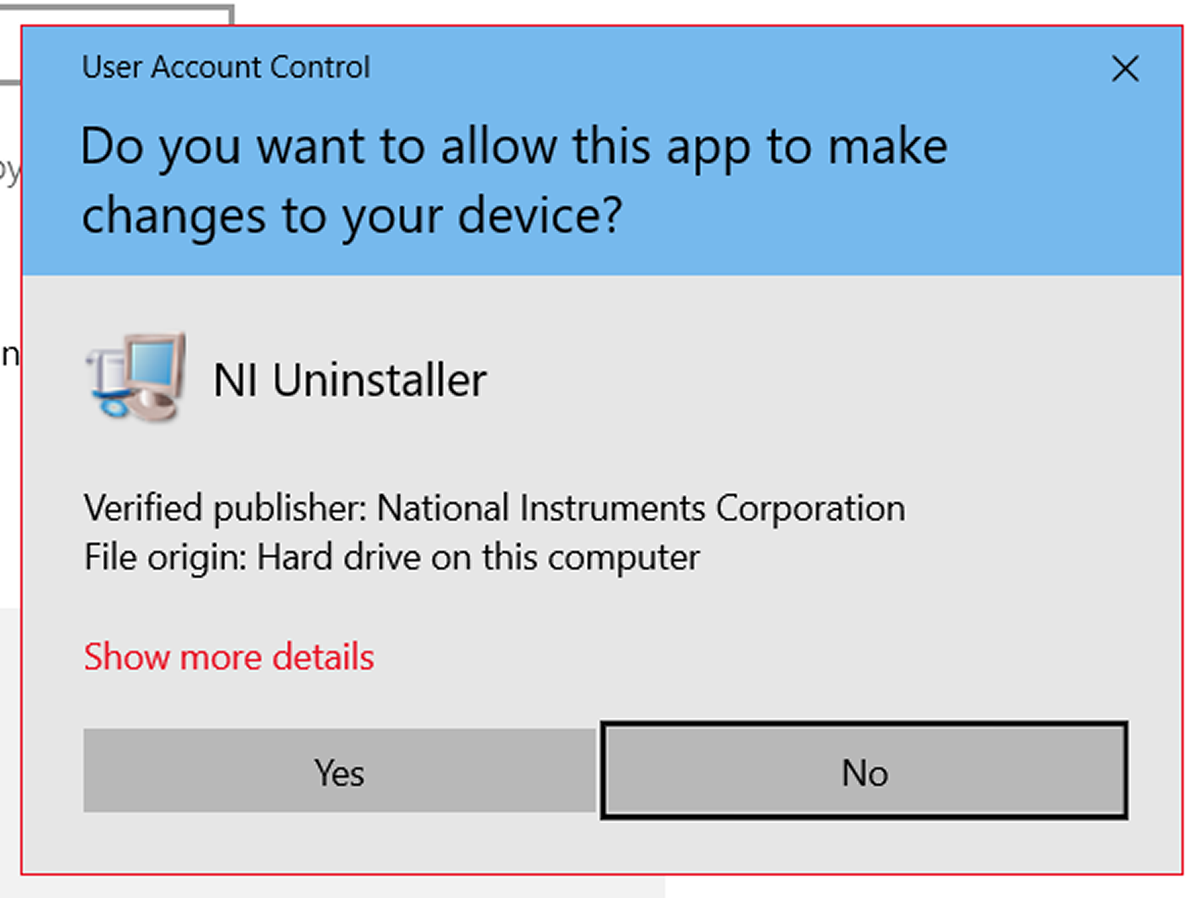 User Account Control
Do you want to allow this app to make
changes to your device?
NI Uninstaller
Verified publisher: National Instruments Corporation
File origin: Hard drive on this computer
Show more details
Yes
No